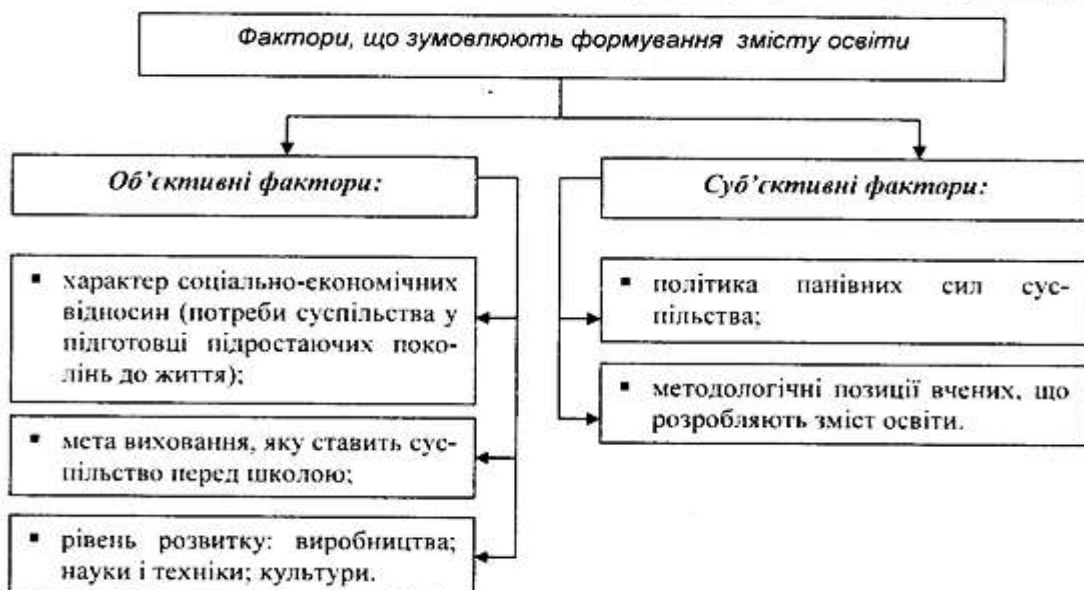 Фактори, що зумовлюють формування змісту освіти
Об’єктивні фактори:
▪ характер соціально-економічних
відносин (потреби суспільства у
підготовці підростаючих поко-
лінь до життя);
▪ мета виховання, яку ставить сус-
пільство перед школою;
▪ рівень розвитку: виробництва;
науки і техніки; культури.
Суб’єктивні фактори:
▪ політика панівних сил сус-
пільства;
▪ методологічні позиції вчених, що
розробляють зміст освіти.